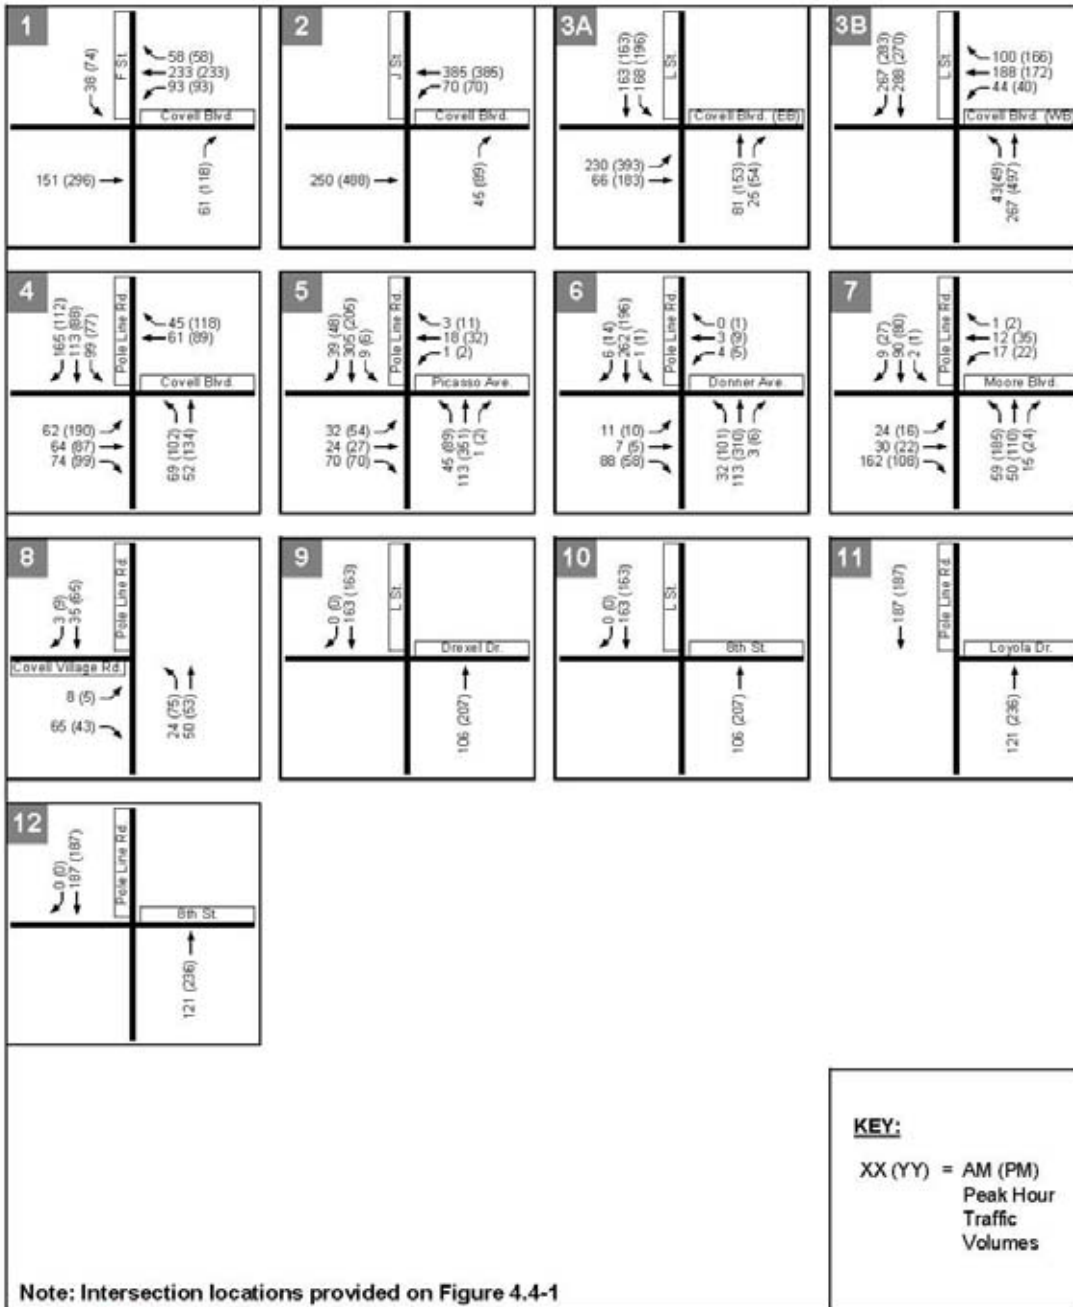 1
38 (74)
F St.
58 (58)
233 (233)
93 (93)
Covell Blvd.
151 (296)
61 (118)
2
J St.
385 (385)
70 (70)
Covell Blvd.
250 (488)
45 (89)
3A
163 (163)
168 (196)
L St.
Covell Blvd. (EB)
230 (393)
66 (183)
81 (153)
25 (54)
3B
267 (283)
288 (270)
L St.
100 (166)
188 (172)
44 (40)
Covell Blvd. (WB)
43(49)
267 (497)
4
165 (112)
113 (88)
99 (77)
Pole Line Rd.
45 (118)
61 (89)
Covell Blvd.
62 (190)
64 (87)
74 (99)
69 (102)
52 (134)
5
39 (48)
305 (205)
9 (6)
Pole Line Rd.
3 (11)
18 (32)
1 (2)
Picasso Ave.
32 (54)
24 (27)
70 (70)
45 (89)
113 (351)
1 (2)
6
6 (14)
262 (196)
1 (1)
Pole Line Rd.
0 (1)
3 (9)
4 (5)
Donner Ave.
11 (10)
7 (5)
88 (58)
32 (101)
113 (310)
3 (6)
7
9 (27)
90 (80)
2 (1)
Pole Line Rd.
1 (2)
12 (35)
17 (22)
Moore Blvd.
24 (16)
30 (22)
162 (108)
59 (185)
50 (110)
15 (24)
8
3 (9)
35 (65)
Pole Line Rd.
Covell Village Rd.
8 (5)
65 (43)
24 (75)
50 (53)
9
0 (0)
163 (163)
L St.
Drexel Dr.
106 (207)
10
0 (0)
163 (163)
L St.
8th St.
106 (207)
11
187 (187)
Pole Line Rd.
Loyola Dr.
121 (236)
12
0 (0)
187 (187)
Pole Line Rd.
8th St.
121 (236)
KEY:
XX (YY) = AM (PM)
Peak Hour
Traffic
Volumes
Note: Intersection locations provided on Figure 4.4-1